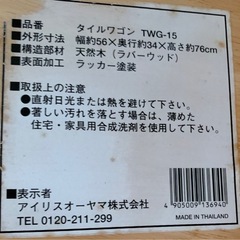 ■品番　　タイルワゴン　TWG-15
■外形寸法　幅約56×奥行約34×高さ約76cm
■構造部材　天然木（ラバーウッド）
■表面加工　ラッカー塗装
■取扱上の注意
●直射日光または熱を避けて下さい。
●著しい汚れを落とす場合は、薄めた
住宅・家具用合成洗剤を使用して下さい。
■表示者
アイリスオーヤマ株式会社
TEL 0120-211-299
4 905009 136940
MADE IN THAILAND